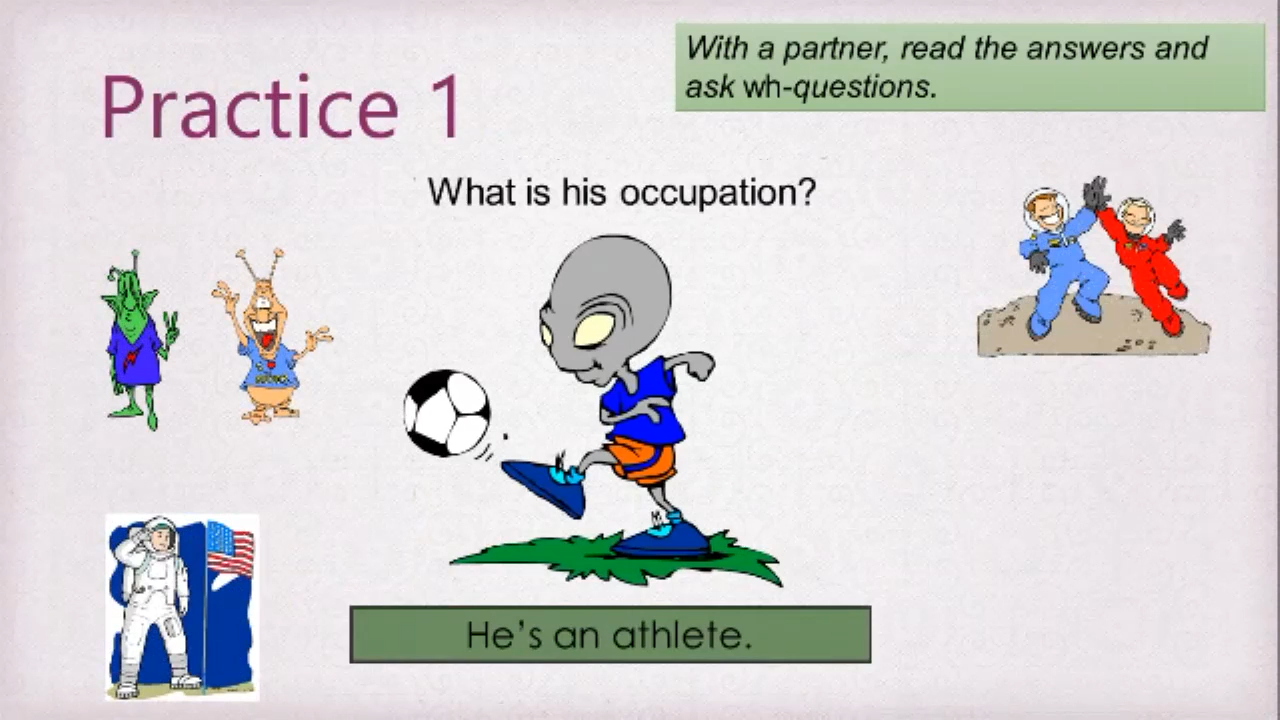 With a partner, read the answers and
ask wh-questions.
Practice 1
What is his occupation?
He's an athlete.